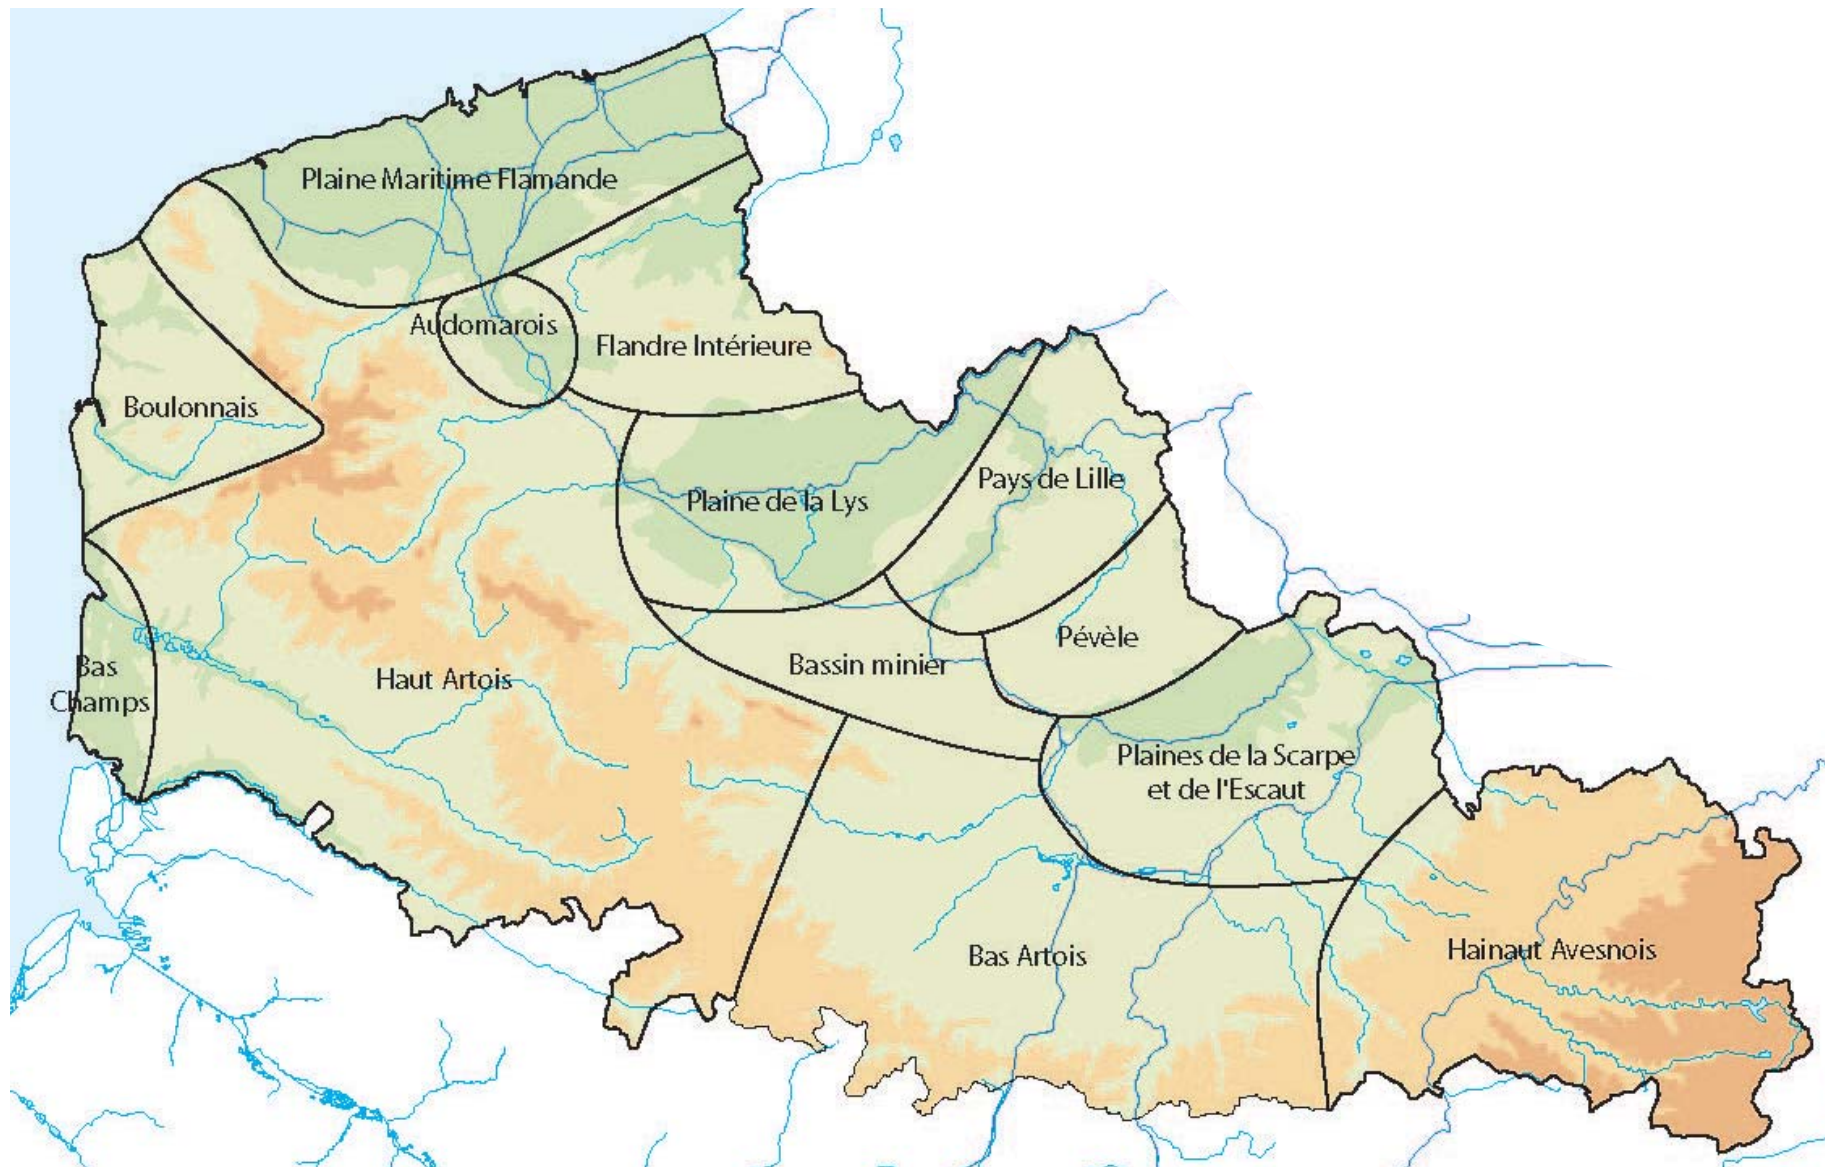 Plaine Maritime Flamande
Audomarois
Flandre Intérieure
Boulonnais
Plaine de la Lys
Pays de Lille
Pévèle
Bassin minier
Bas
Champs
Haut Artois
Plaines de la Scarpe
et de l'Escaut
Bas Artois
Hainaut Avesnois